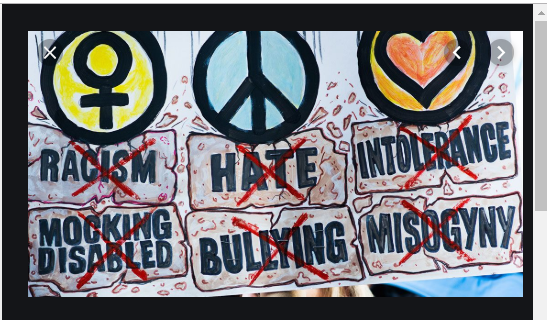 RACISM
HATE
INTOLERANCE
MOCKING
DISABLED
BULLYING
MISOGYNY